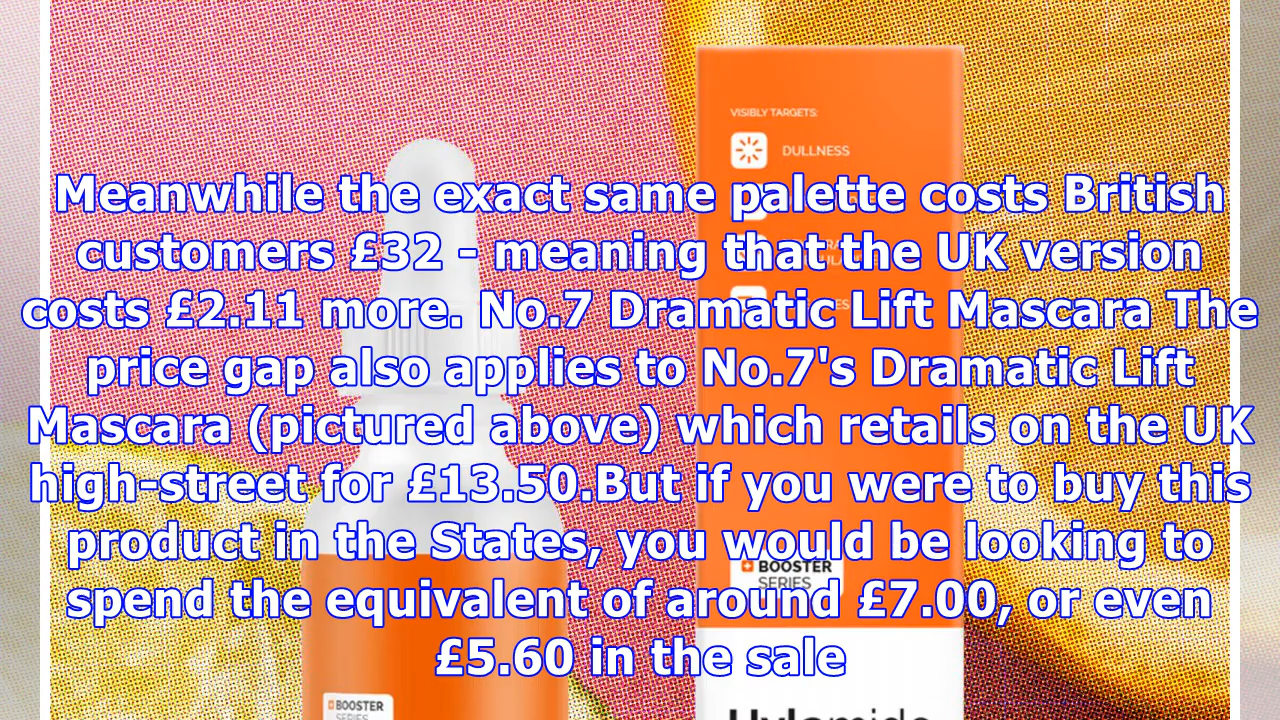 VISIBLY TARGETS:
DULLNESS
Meanwhile the exact same palette costs British
customers £32 - meaning that the UK version
costs £2.11 more. No.7 Dramatic Lift Mascara The
price gap also applies to No.7's Dramatic Lift
Mascara (pictured above) which retails on the UK
high-street for £13.50.But if you were to buy this
product in the States, you would be looking to
spend the equivalent of around £7.00, or even
£5.60 in the sale
BOOSTER
SERIES
BOOSTER
SERIES
Hylamide